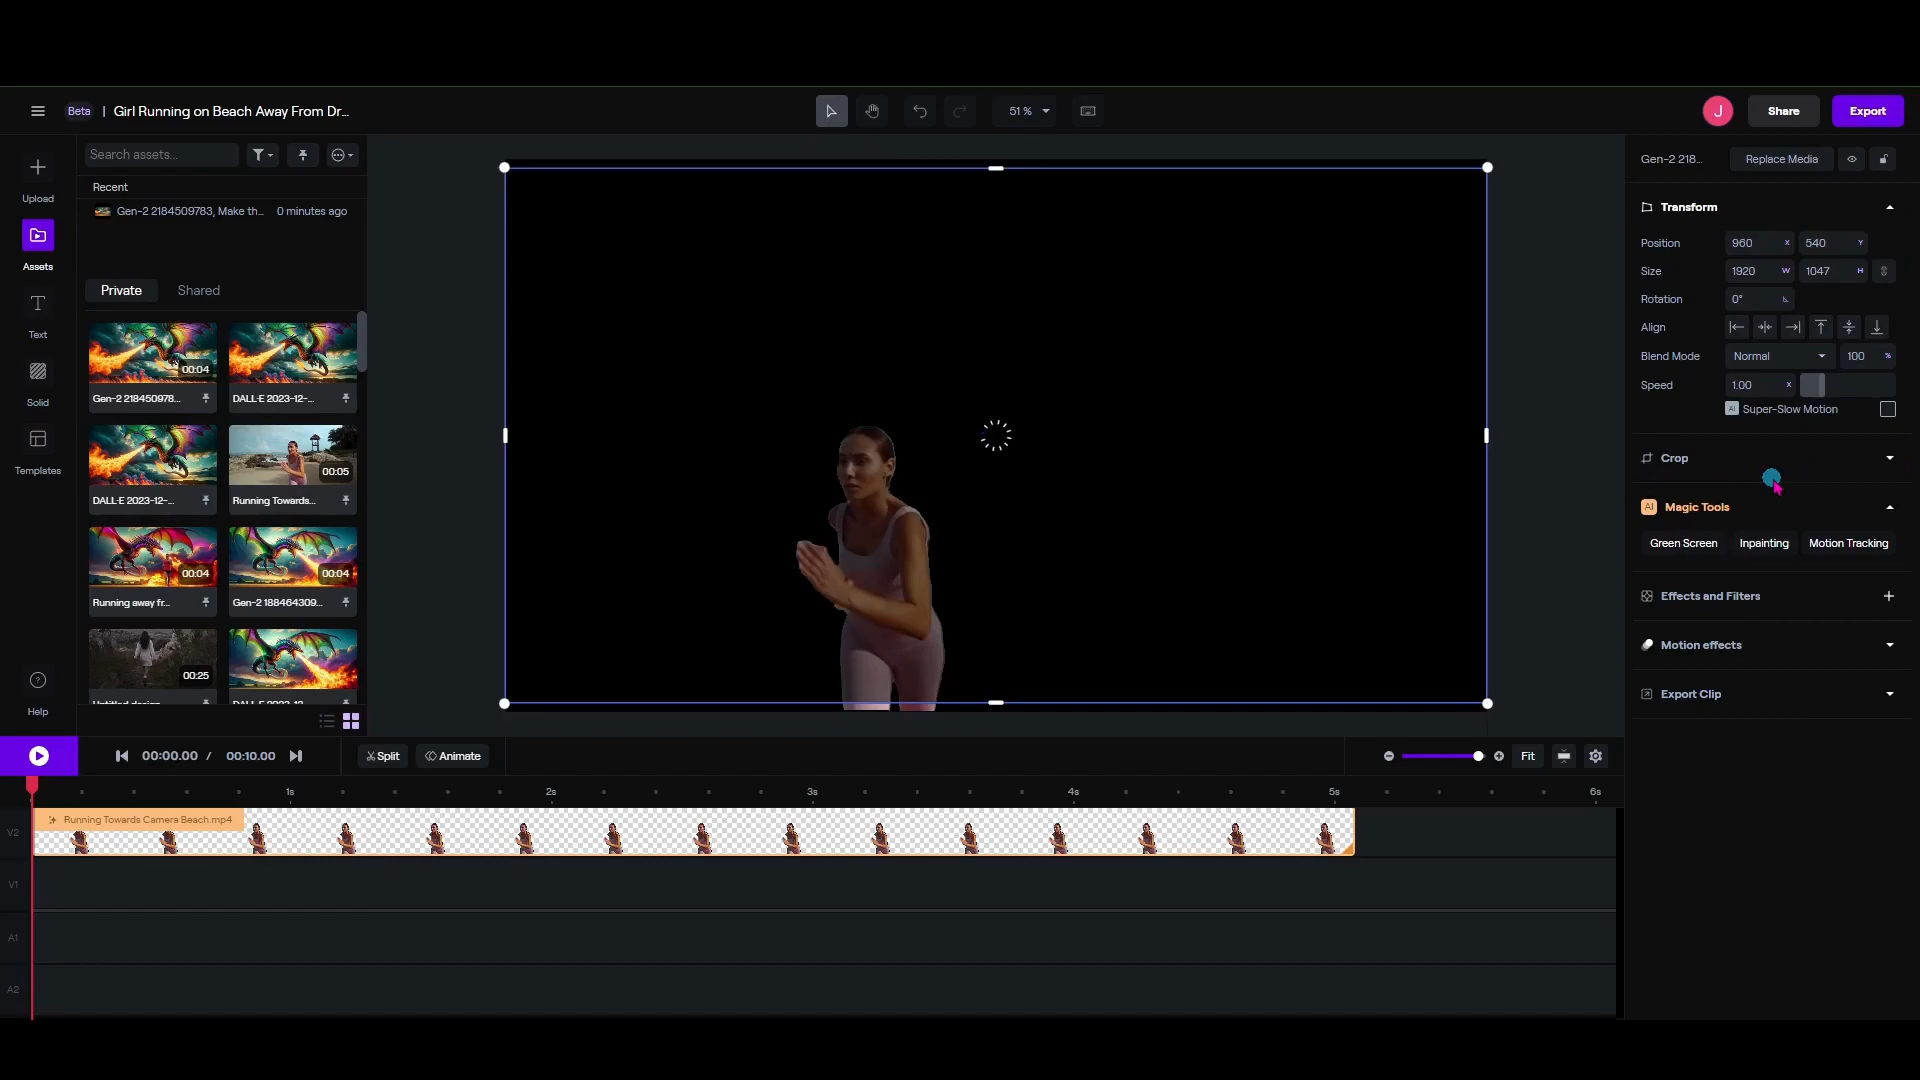 Beta | Girl Running on Beach Away From Dr...
51 %
J
Share
Export
Upload
Assets
Text
Solid
Templates
Help
Search assets...
Recent
Gen-2 2184509783, Make th... 0 minutes ago
Private
Shared
00:04
Gen-2 218450978...
DALL·E 2023-12-...
DALL·E 2023-12-...
00:05
Running Towards...
00:04
Running away fr...
00:04
Gen-2 188464309...
00:25
Gen-2 218...
Replace Media
Transform
Position 960 X 540 Y
Size 1920 W 1047 H
Rotation 0°
Align
Blend Mode Normal 100 %
Speed 1.00 X
AI Super-Slow Motion
Crop
AI Magic Tools
Green Screen
Inpainting
Motion Tracking
Effects and Filters
Motion effects
Export Clip
00:00.00 / 00:10.00
Split
Animate
Fit
1s 2s 3s 4s 5s 6s
V2
Running Towards Camera Beach.mp4
V1
A1
A2